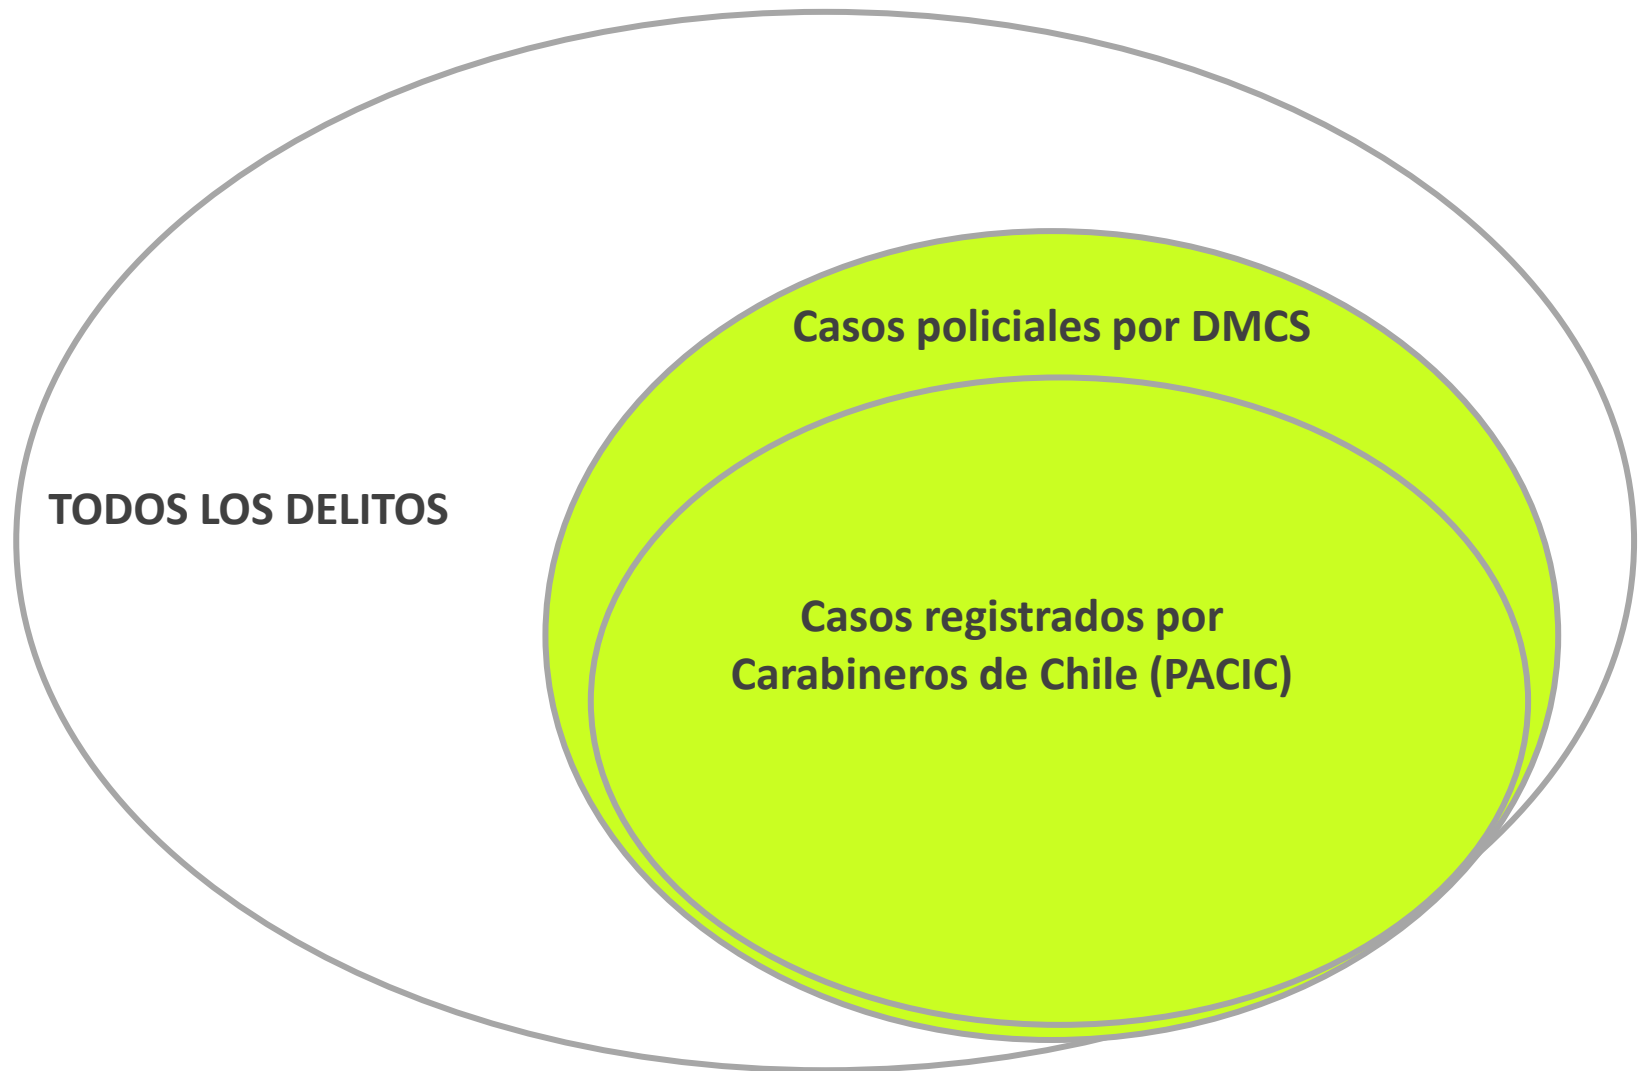 Casos policiales por DMCS
TODOS LOS DELITOS
Casos registrados por
Carabineros de Chile (PACIC)